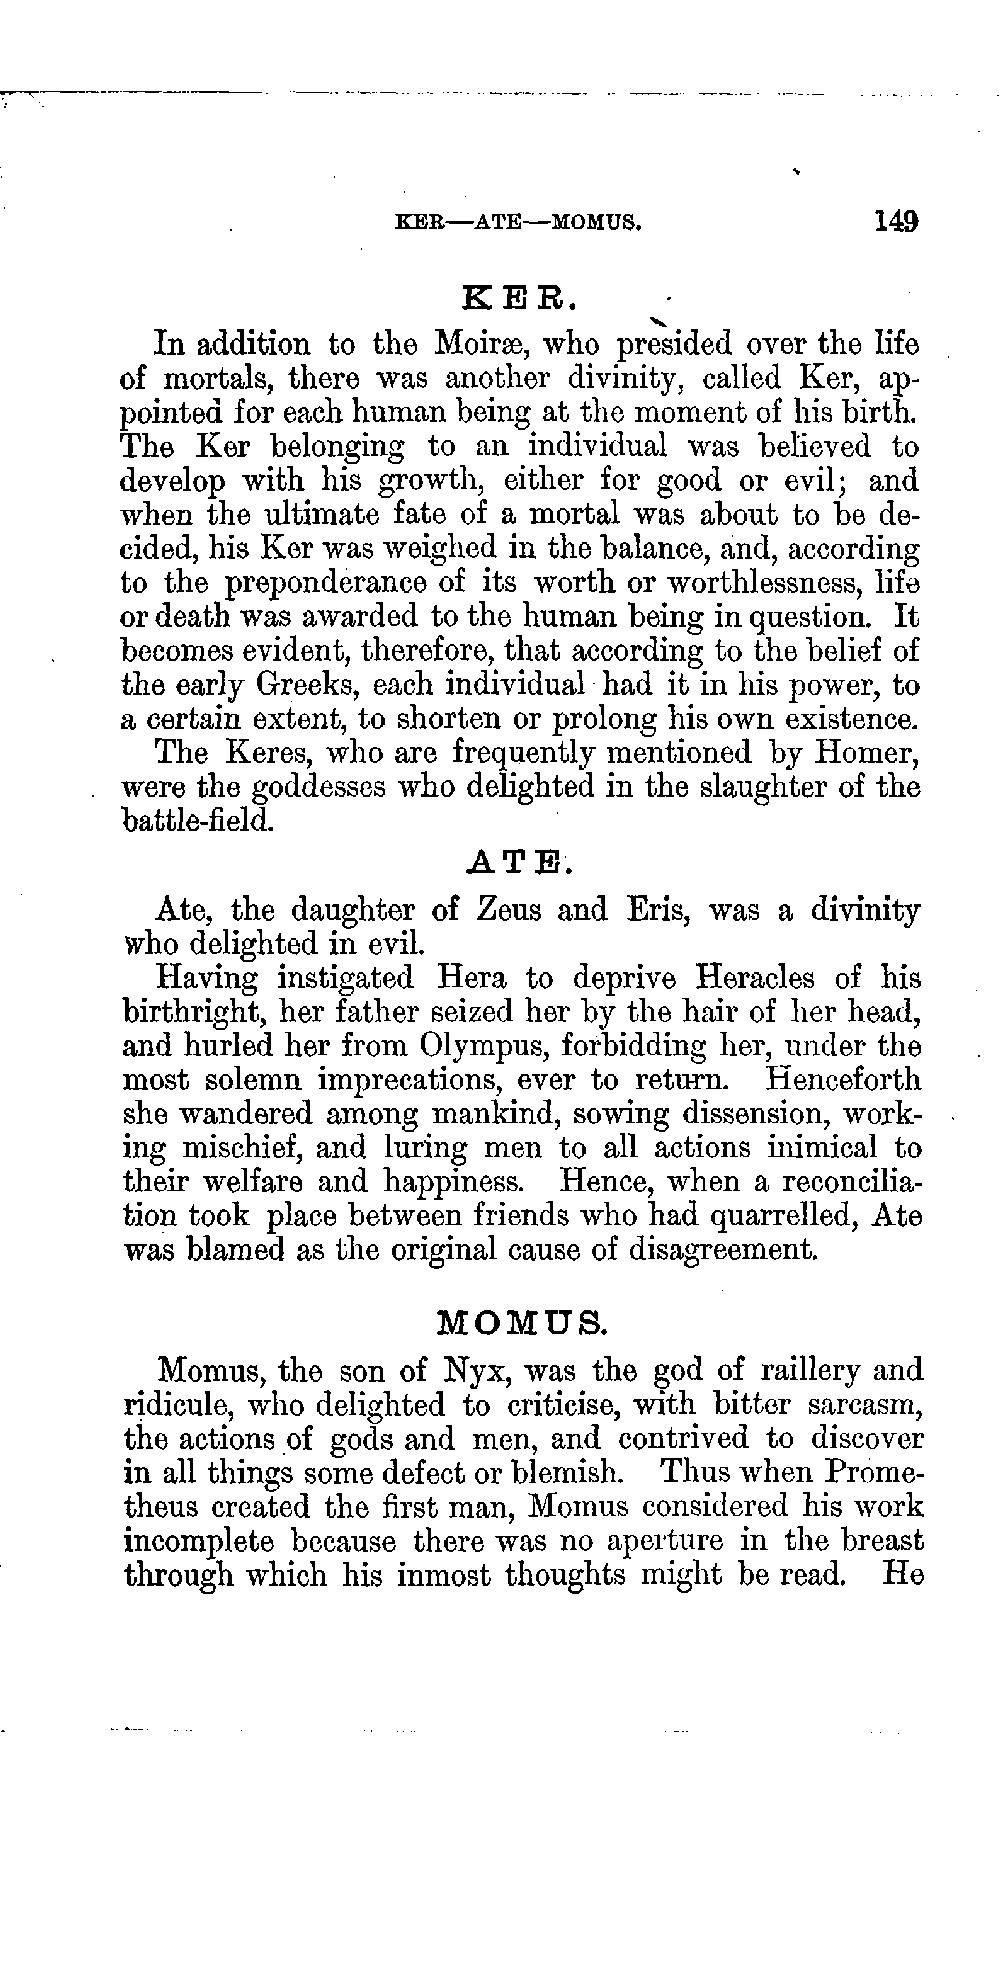 KER—ATE—MOMUS. 149
KER.
In addition to the Moiræ, who presided over the life
of mortals, there was another divinity, called Ker, ap-
pointed for each human being at the moment of his birth.
The Ker belonging to an individual was believed to
develop with his growth, either for good or evil; and
when the ultimate fate of a mortal was about to be de-
cided, his Ker was weighed in the balance, and, according
to the preponderance of its worth or worthlessness, life
or death was awarded to the human being in question. It
becomes evident, therefore, that according to the belief of
the early Greeks, each individual had it in his power, to
a certain extent, to shorten or prolong his own existence.
The Keres, who are frequently mentioned by Homer,
were the goddesses who delighted in the slaughter of the
battle-field.
ATE.
Ate, the daughter of Zeus and Eris, was a divinity
who delighted in evil.
Having instigated Hera to deprive Heracles of his
birthright, her father seized her by the hair of her head,
and hurled her from Olympus, forbidding her, under the
most solemn imprecations, ever to return. Henceforth
she wandered among mankind, sowing dissension, work-
ing mischief, and luring men to all actions inimical to
their welfare and happiness. Hence, when a reconcilia-
tion took place between friends who had quarrelled, Ate
was blamed as the original cause of disagreement.
MOMUS.
Momus, the son of Nyx, was the god of raillery and
ridicule, who delighted to criticise, with bitter sarcasm,
the actions of gods and men, and contrived to discover
in all things some defect or blemish. Thus when Prome-
theus created the first man, Momus considered his work
incomplete because there was no aperture in the breast
through which his inmost thoughts might be read. He